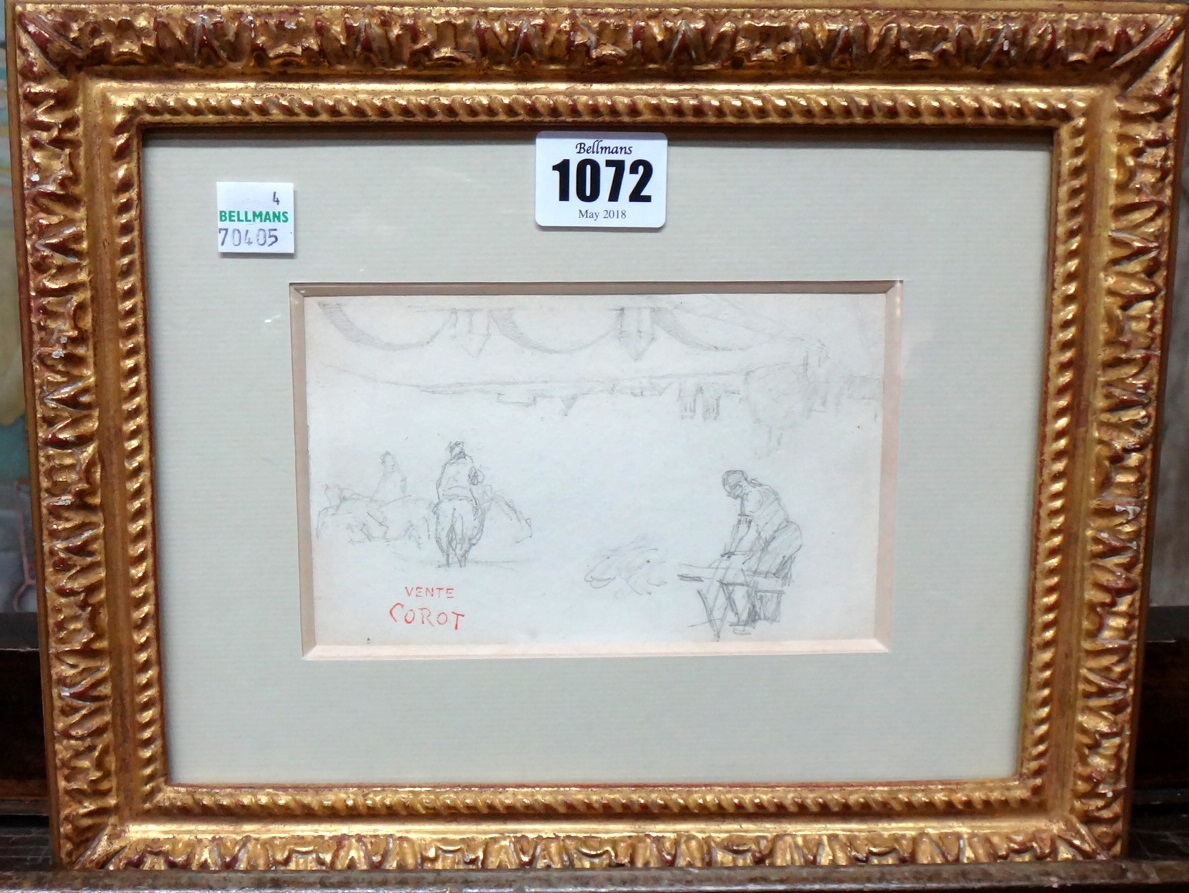 Bellmans
1072
May 2018
4
BELLMANS
70405
VENTE
COROT